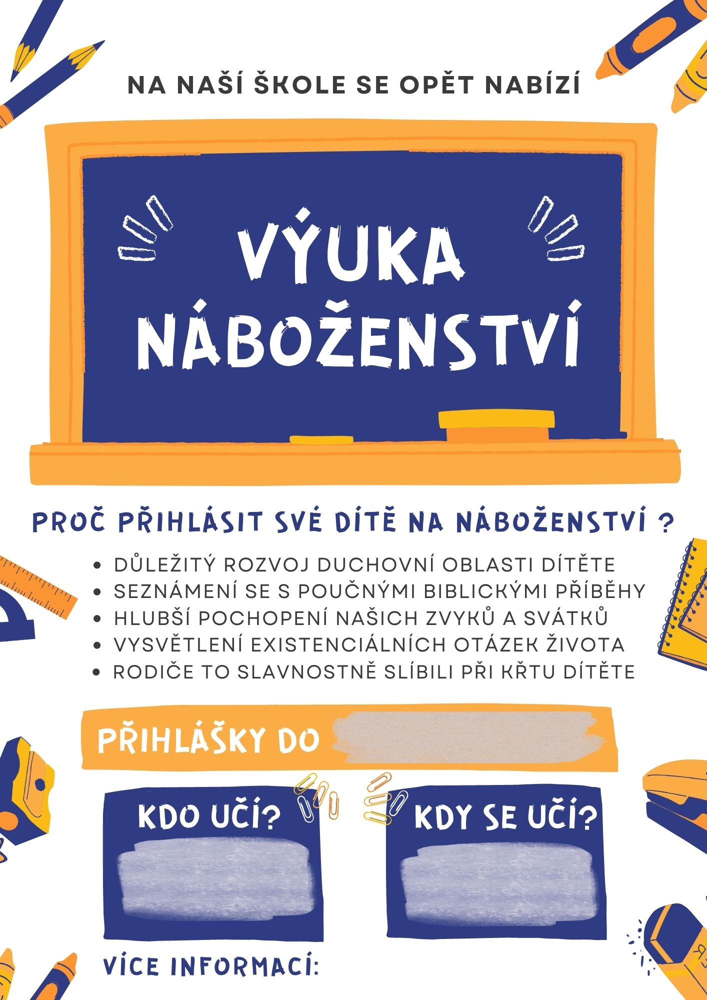 NA NAŠÍ ŠKOLE SE OPĚT NABÍZÍ
VÝUKA
NÁBOŽENSTVÍ
PROČ PŘIHLÁSIT SVÉ DÍTĚ NA NÁBOŽENSTVÍ ?
• DŮLEŽITÝ ROZVOJ DUCHOVNÍ OBLASTI DÍTĚTE
• SEZNÁMENÍ SE S POUČNÝMI BIBLICKÝMI PŘÍBĚHY
• HLUBŠÍ POCHOPENÍ NAŠICH ZVYKŮ A SVÁTKŮ
• VYSVĚTLENÍ EXISTENCIÁLNÍCH OTÁZEK ŽIVOTA
• RODIČE TO SLAVNOSTNĚ SLÍBILI PŘI KŘTU DÍTĚTE
PŘIHLÁŠKY DO
KDO UČÍ?
KDY SE UČÍ?
VÍCE INFORMACÍ: